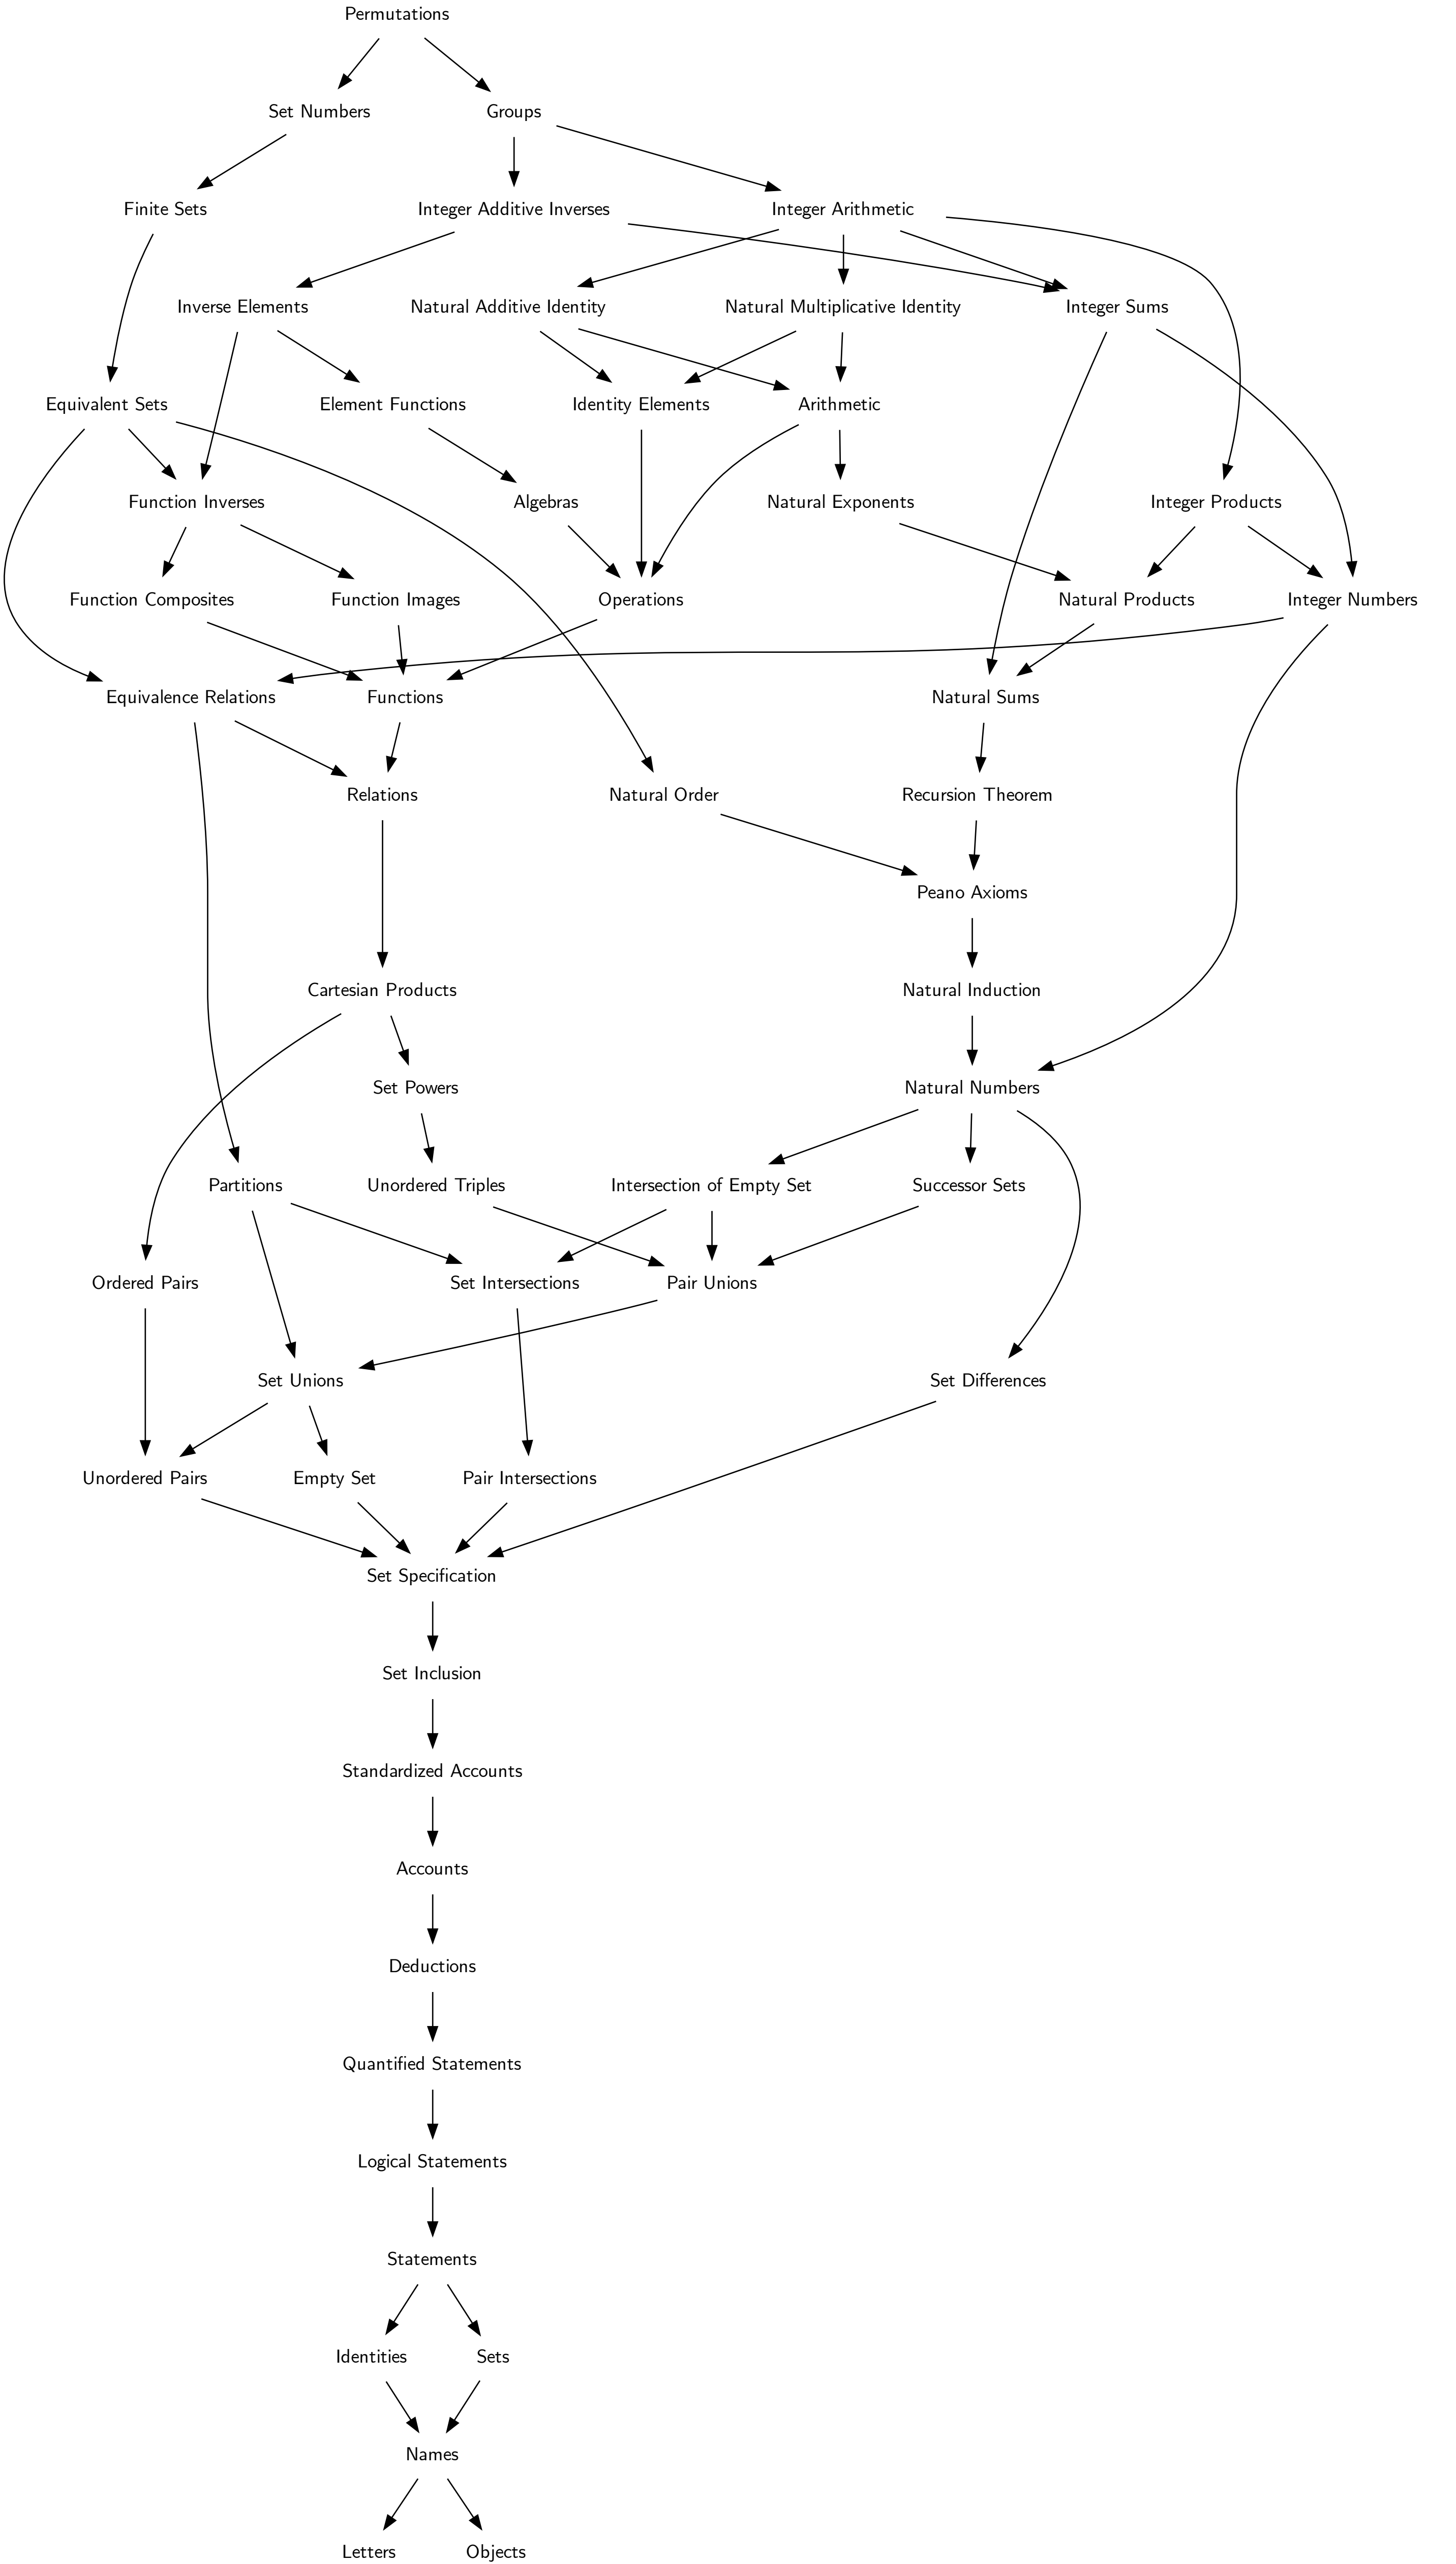 Permutations
Set Numbers
Groups
Finite Sets
Integer Additive Inverses
Integer Arithmetic
Inverse Elements
Natural Additive Identity
Natural Multiplicative Identity
Integer Sums
Equivalent Sets
Element Functions
Identity Elements
Arithmetic
Function Inverses
Algebras
Natural Exponents
Integer Products
Function Composites
Function Images
Operations
Natural Products
Integer Numbers
Equivalence Relations
Functions
Natural Sums
Relations
Natural Order
Recursion Theorem
Peano Axioms
Cartesian Products
Natural Induction
Set Powers
Natural Numbers
Partitions
Unordered Triples
Intersection of Empty Set
Successor Sets
Ordered Pairs
Set Intersections
Pair Unions
Set Unions
Set Differences
Unordered Pairs
Empty Set
Pair Intersections
Set Specification
Set Inclusion
Standardized Accounts
Accounts
Deductions
Quantified Statements
Logical Statements
Statements
Identities
Sets
Names
Letters
Objects